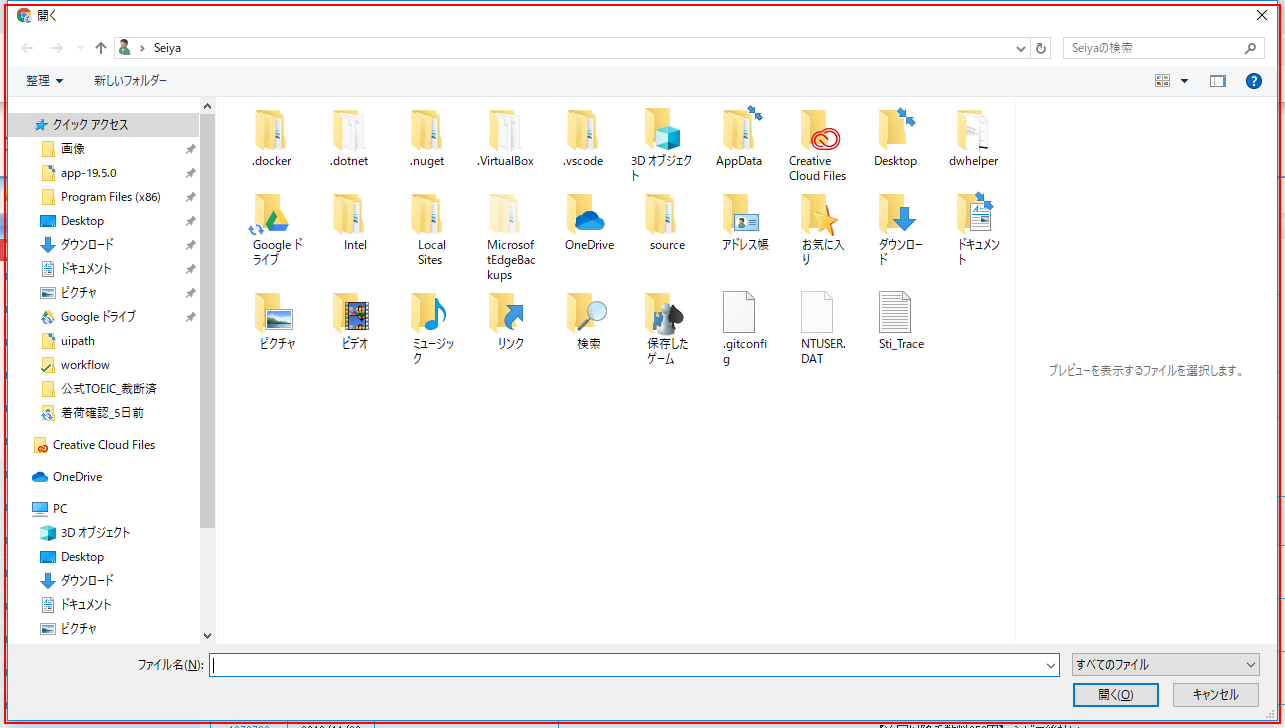 開く
Seiya
Seiyaの検索
整理
新しいフォルダー
クイック アクセス
画像
app-19.5.0
Program Files (x86)
Desktop
ダウンロード
ドキュメント
ピクチャ
Google ドライブ
uipath
workflow
公式TOEIC_裁断済
着荷確認_5日前
Creative Cloud Files
OneDrive
PC
3D オブジェクト
Desktop
ダウンロード
ドキュメント
ピクチャ
.docker
.dotnet
.nuget
.VirtualBox
.vscode
3D オブジェク
ト
AppData
Creative
Cloud Files
Desktop
dwhelper
Google ド
ライブ
Intel
Local
Sites
Microsof
tEdgeBac
kups
OneDrive
source
アドレス帳
お気に入
り
ダウンロー
ド
ドキュメン
ト
ピクチャ
ビデオ
ミュージッ
ク
リンク
検索
保存した
ゲーム
.gitconfi
g
NTUSER.
DAT
Sti_Trace
プレビューを表示するファイルを選択します。
ファイル名(N):
すべてのファイル
開く(O)
キャンセル